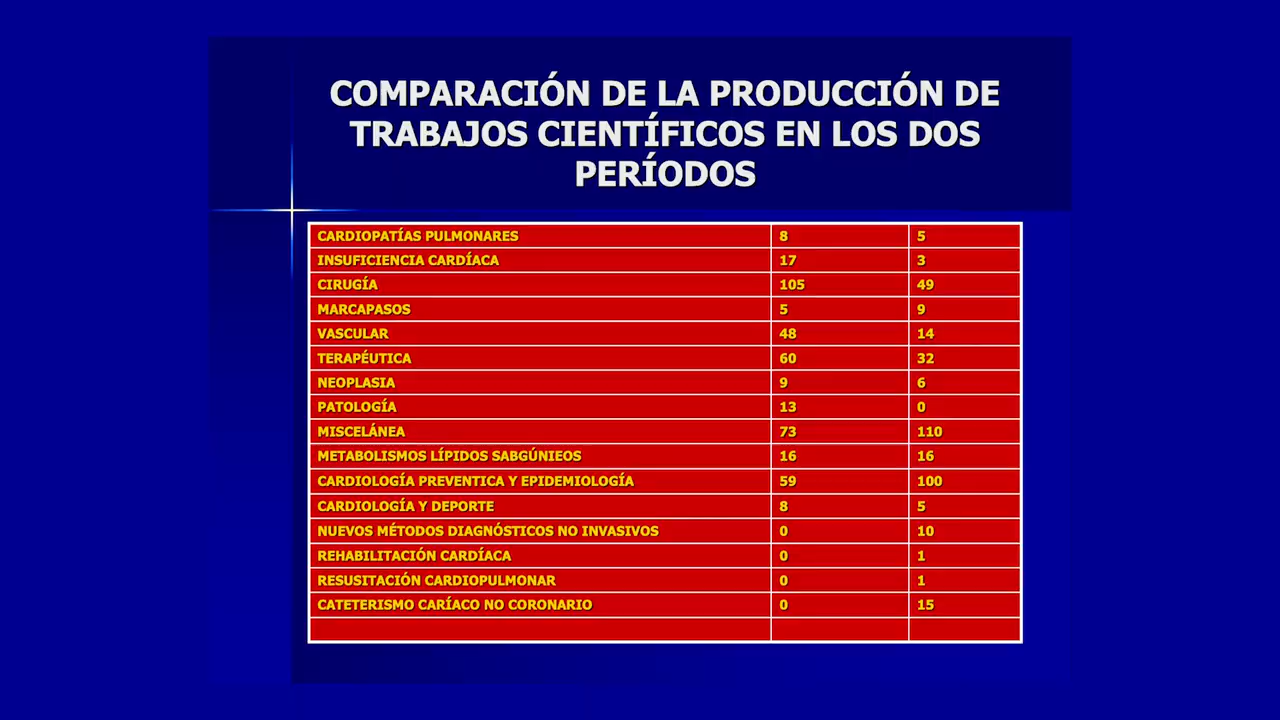 COMPARACIÓN DE LA PRODUCCIÓN DE
TRABAJOS CIENTÍFICOS EN LOS DOS
PERÍODOS
CARDIOPATÍAS PULMONARES 8 5
INSUFICIENCIA CARDÍACA 17 3
CIRUGÍA 105 49
MARCAPASOS 5 9
VASCULAR 48 14
TERAPÉUTICA 60 32
NEOPLASIA 9 6
PATOLOGÍA 13 0
MISCELÁNEA 73 110
METABOLISMOS LÍPIDOS SABGÚNIEOS 16 16
CARDIOLOGÍA PREVENTICA Y EPIDEMIOLOGÍA 59 100
CARDIOLOGÍA Y DEPORTE 8 5
NUEVOS MÉTODOS DIAGNÓSTICOS NO INVASIVOS 0 10
REHABILITACIÓN CARDÍACA 0 1
RESUSITACIÓN CARDIOPULMONAR 0 1
CATETERISMO CARÍACO NO CORONARIO 0 15